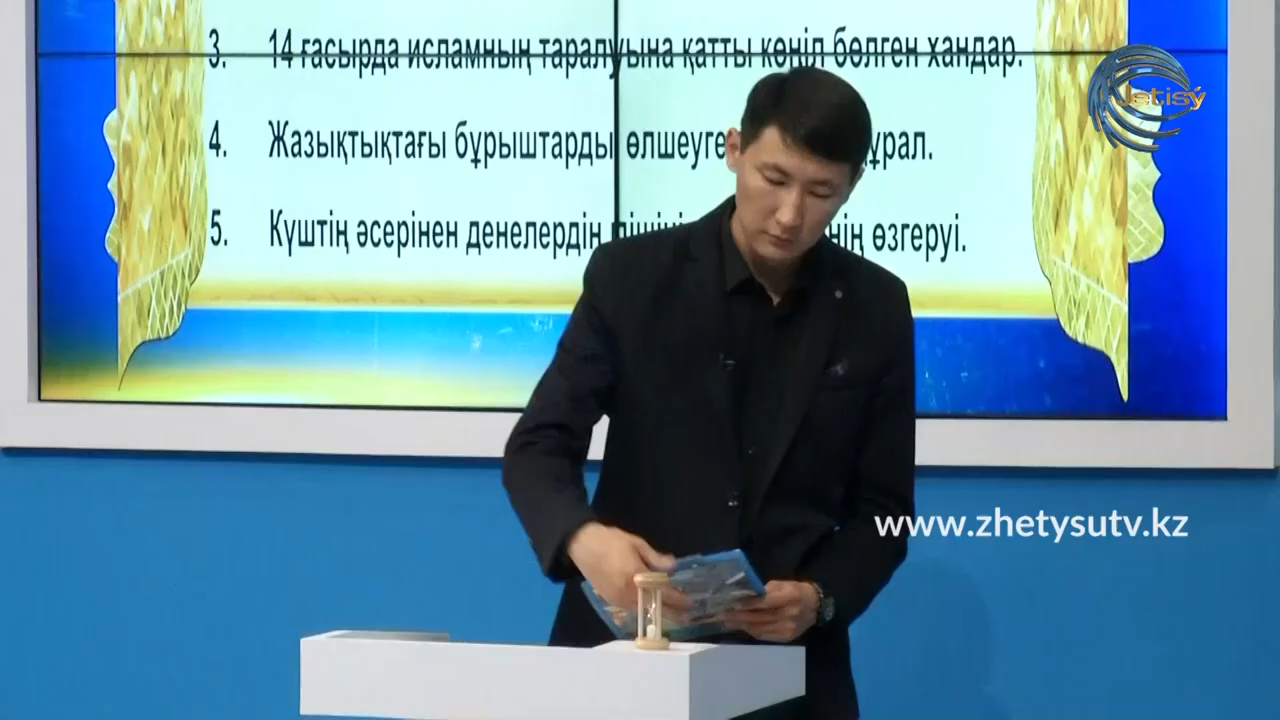 3. 14 ғасырда исламның таралуына қатты көңіл бөлген хандар.
Jetisý
4. Жазықтықтағы бұрыштарды өлшеуге
5. Күштің әсерінен денелердің өзгеруі.
www.zhetysutv.kz